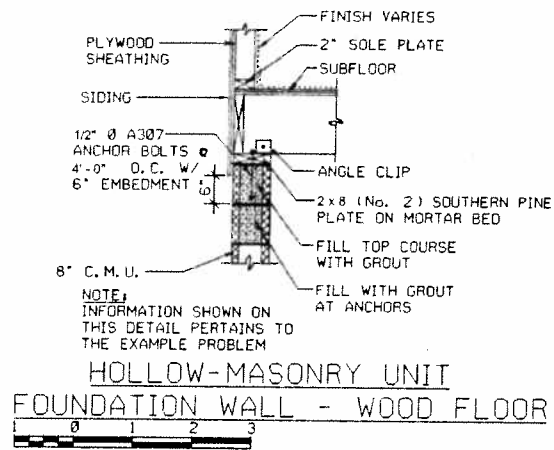 FINISH VARIES
PLYWOOD
SHEATHING
2" SOLE PLATE
SUBFLOOR
SIDING
1/2" Ø A307
ANCHOR BOLTS @
4'-0" O.C. W/
6" EMBEDMENT
6"
ANGLE CLIP
2x8 (No. 2) SOUTHERN PINE
PLATE ON MORTAR BED
FILL TOP COURSE
WITH GROUT
8" C.M.U.
FILL WITH GROUT
AT ANCHORS
NOTE:
INFORMATION SHOWN ON
THIS DETAIL PERTAINS TO
THE EXAMPLE PROBLEM
HOLLOW-MASONRY UNIT
FOUNDATION WALL - WOOD FLOOR
1 0 1 2 3